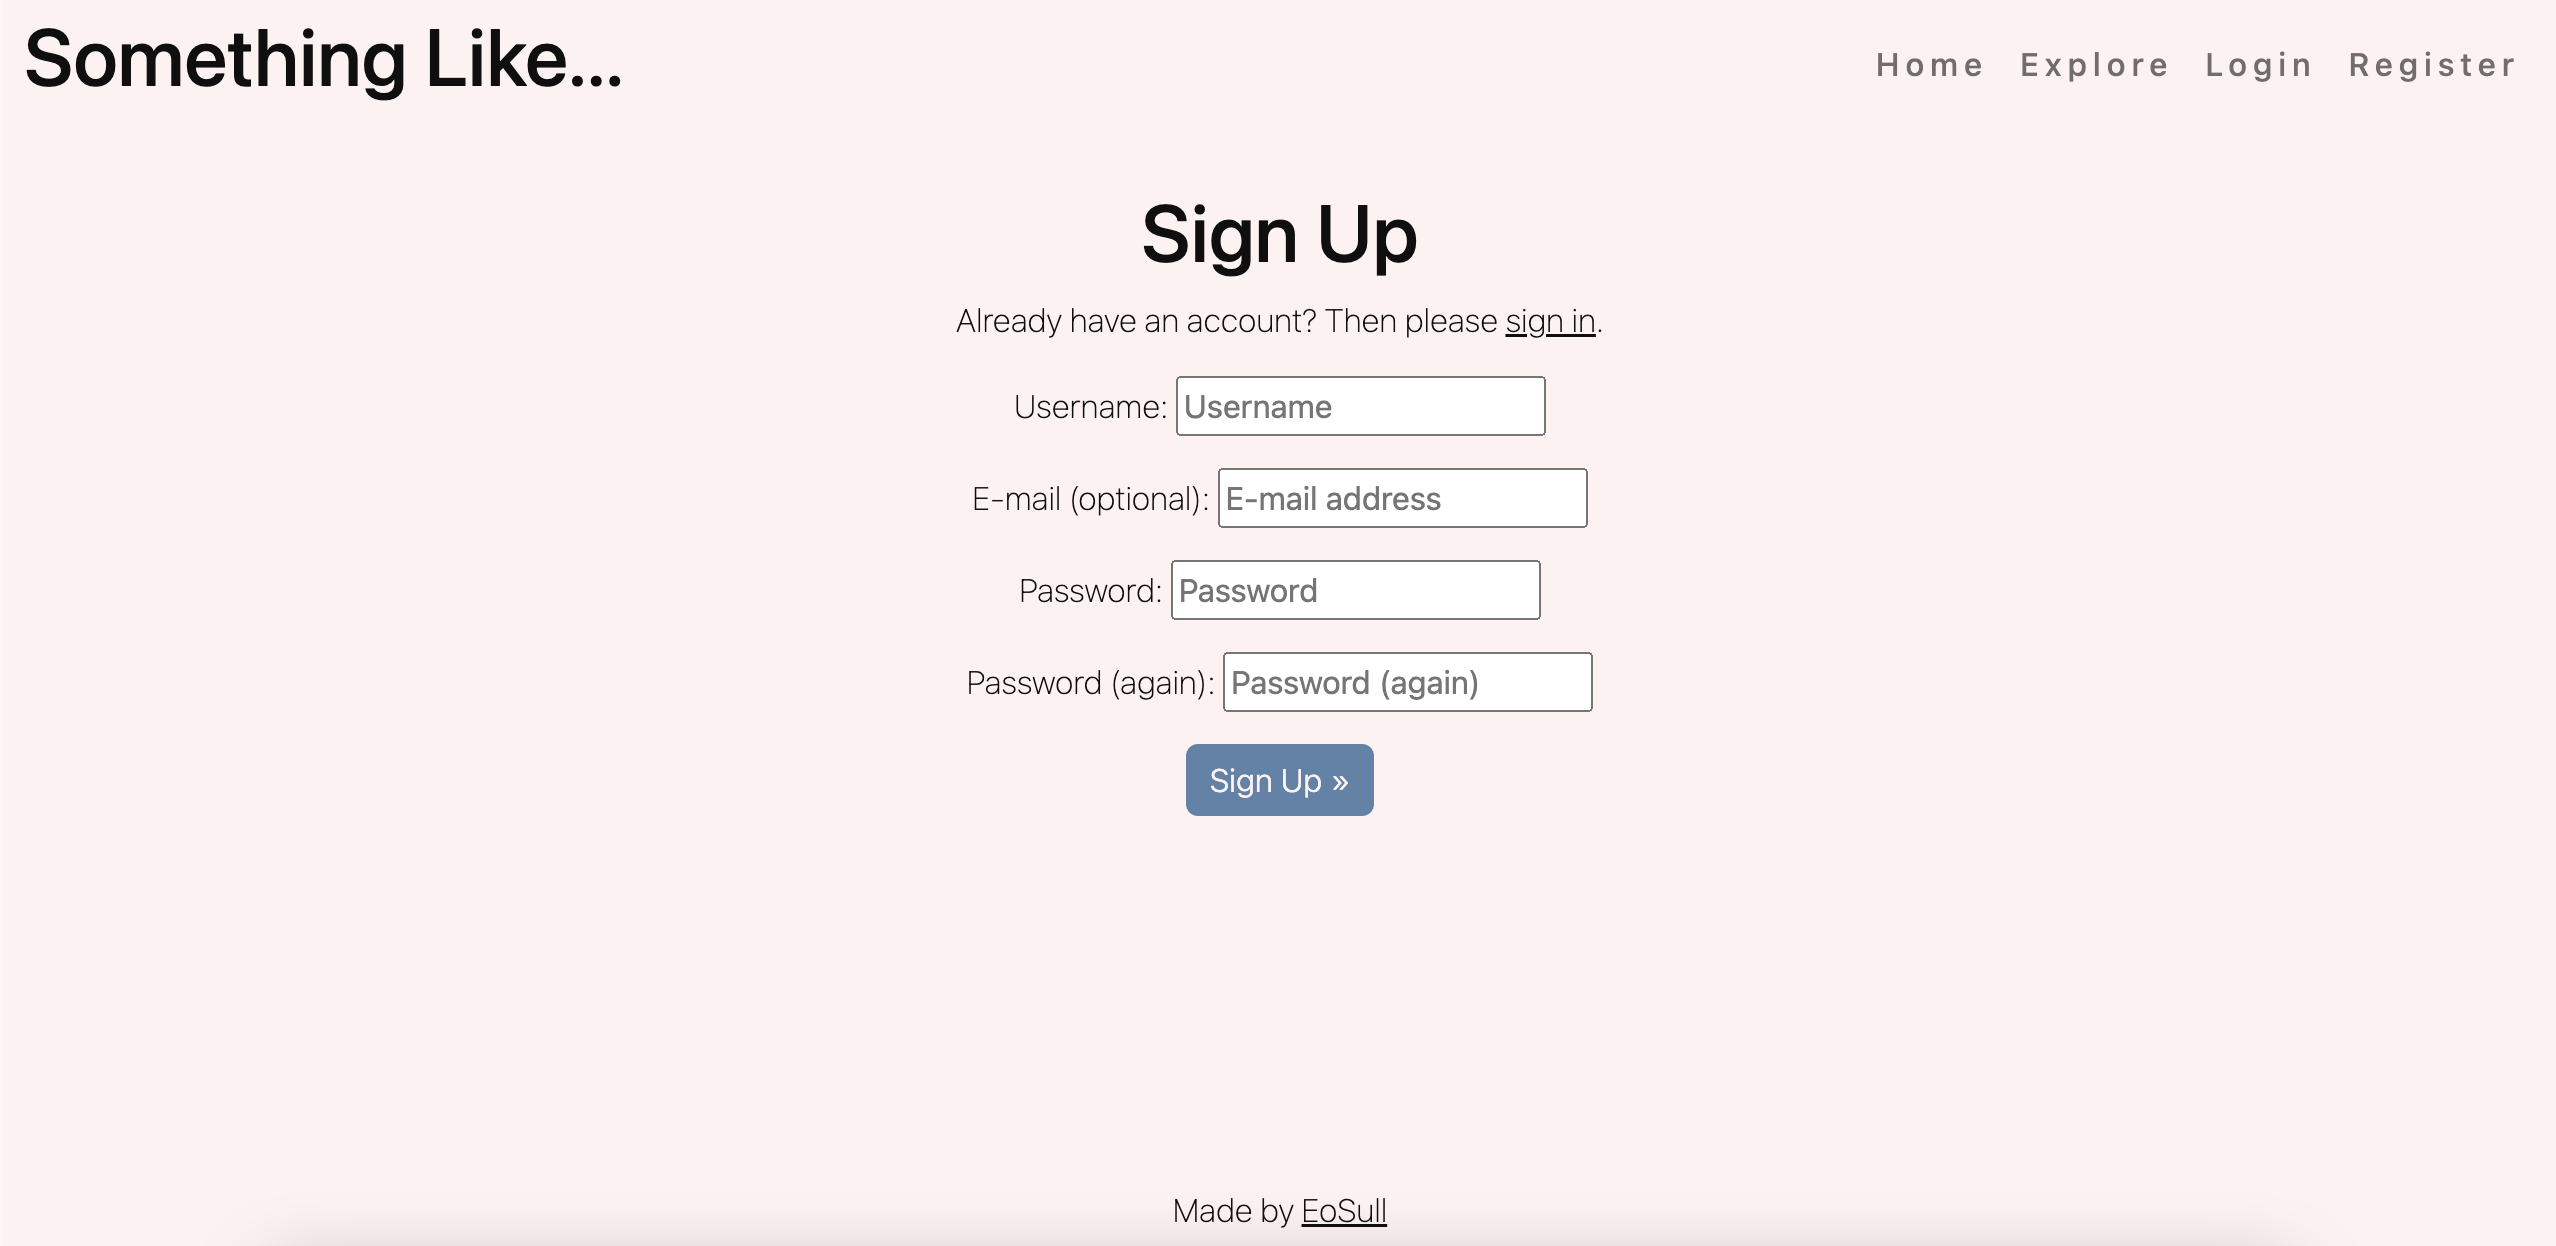 Something Like...
Home Explore Login Register
Sign Up
Already have an account? Then please sign in.
Username: Username
E-mail (optional): E-mail address
Password: Password
Password (again): Password (again)
Sign Up »
Made by EoSull